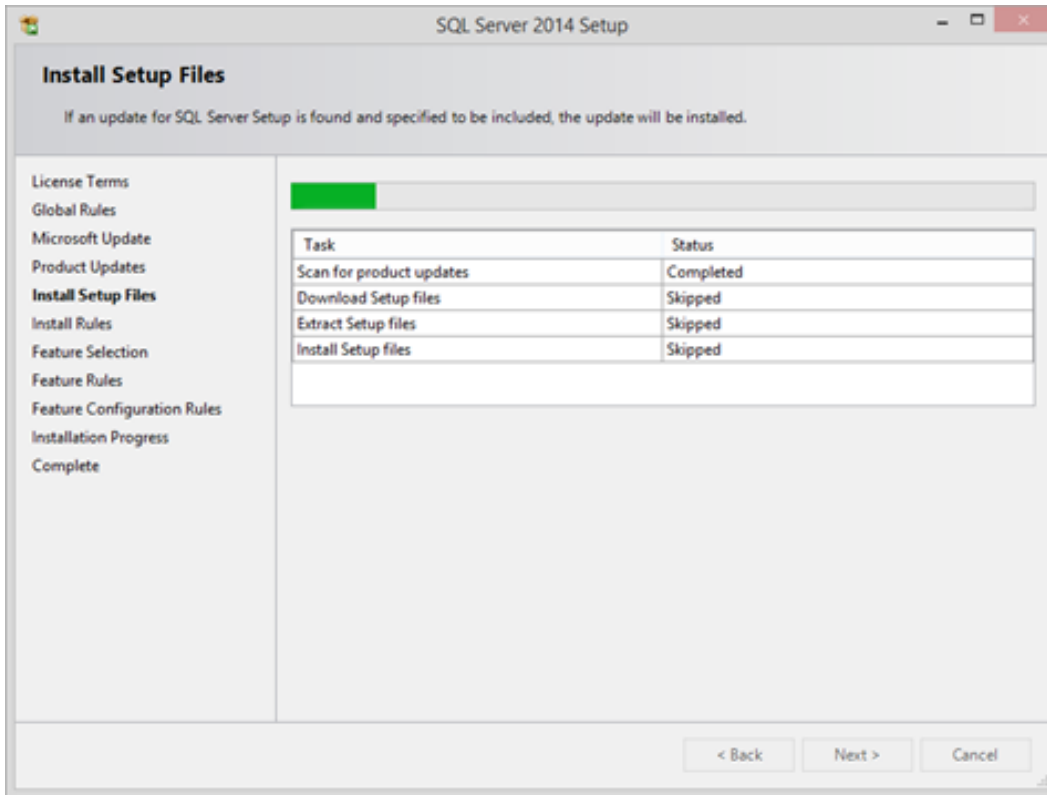 SQL Server 2014 Setup
Install Setup Files
If an update for SQL Server Setup is found and specified to be included, the update will be installed.
License Terms
Global Rules
Microsoft Update
Product Updates
Install Setup Files
Install Rules
Feature Selection
Feature Rules
Feature Configuration Rules
Installation Progress
Complete
Task Status
Scan for product updates Completed
Download Setup files Skipped
Extract Setup files Skipped
Install Setup files Skipped
< Back Next > Cancel